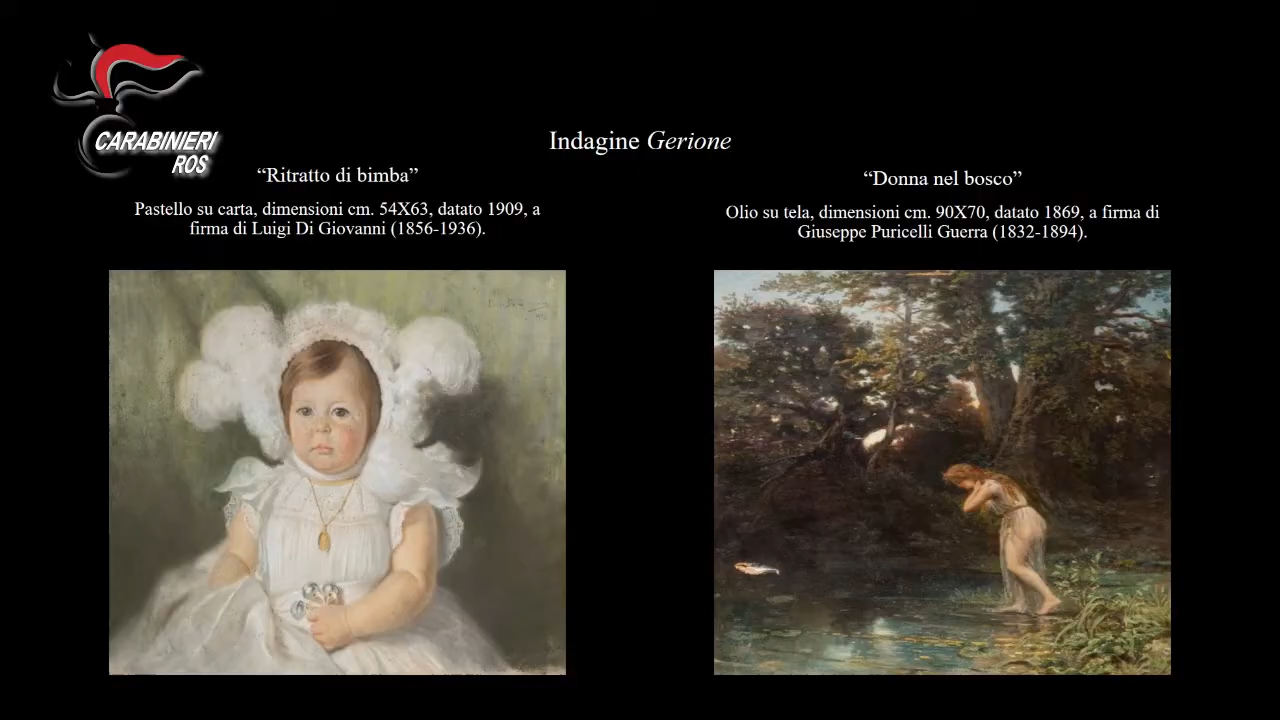 CARABINIERI
ROS
Indagine Gerione
“Ritratto di bimba”
Pastello su carta, dimensioni cm. 54X63, datato 1909, a
firma di Luigi Di Giovanni (1856-1936).
“Donna nel bosco”
Olio su tela, dimensioni cm. 90X70, datato 1869, a firma di
Giuseppe Puricelli Guerra (1832-1894).